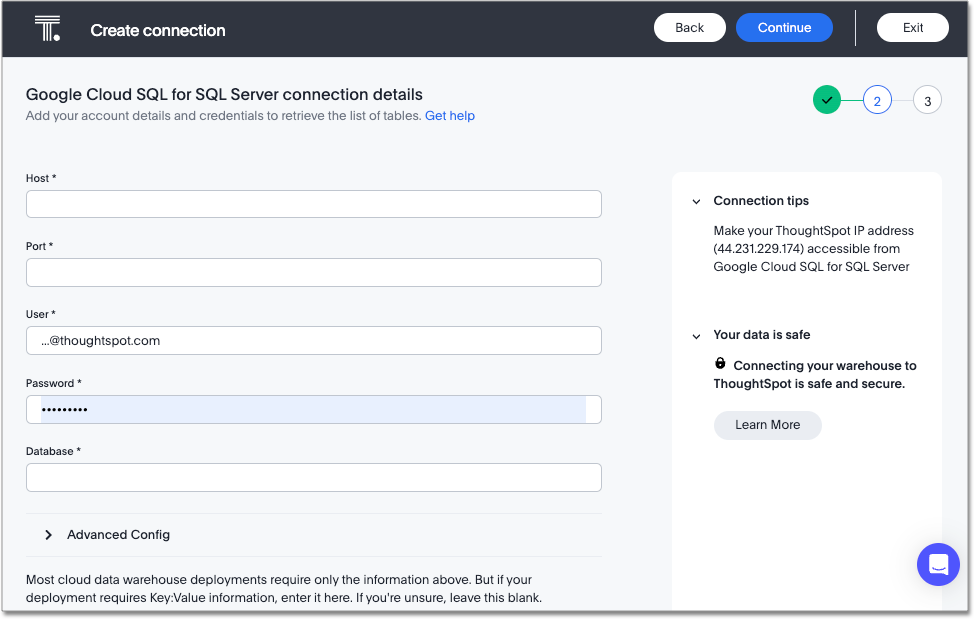 T.
Create connection
Back
Continue
Exit
Google Cloud SQL for SQL Server connection details
Add your account details and credentials to retrieve the list of tables. Get help
2
3
Host *
Port *
User *
...@thoughtspot.com
Password *
•••••••••
Database *
Advanced Config
Most cloud data warehouse deployments require only the information above. But if your
deployment requires Key:Value information, enter it here. If you're unsure, leave this blank.
Connection tips
Make your ThoughtSpot IP address
(44.231.229.174) accessible from
Google Cloud SQL for SQL Server
Your data is safe
Connecting your warehouse to
ThoughtSpot is safe and secure.
Learn More